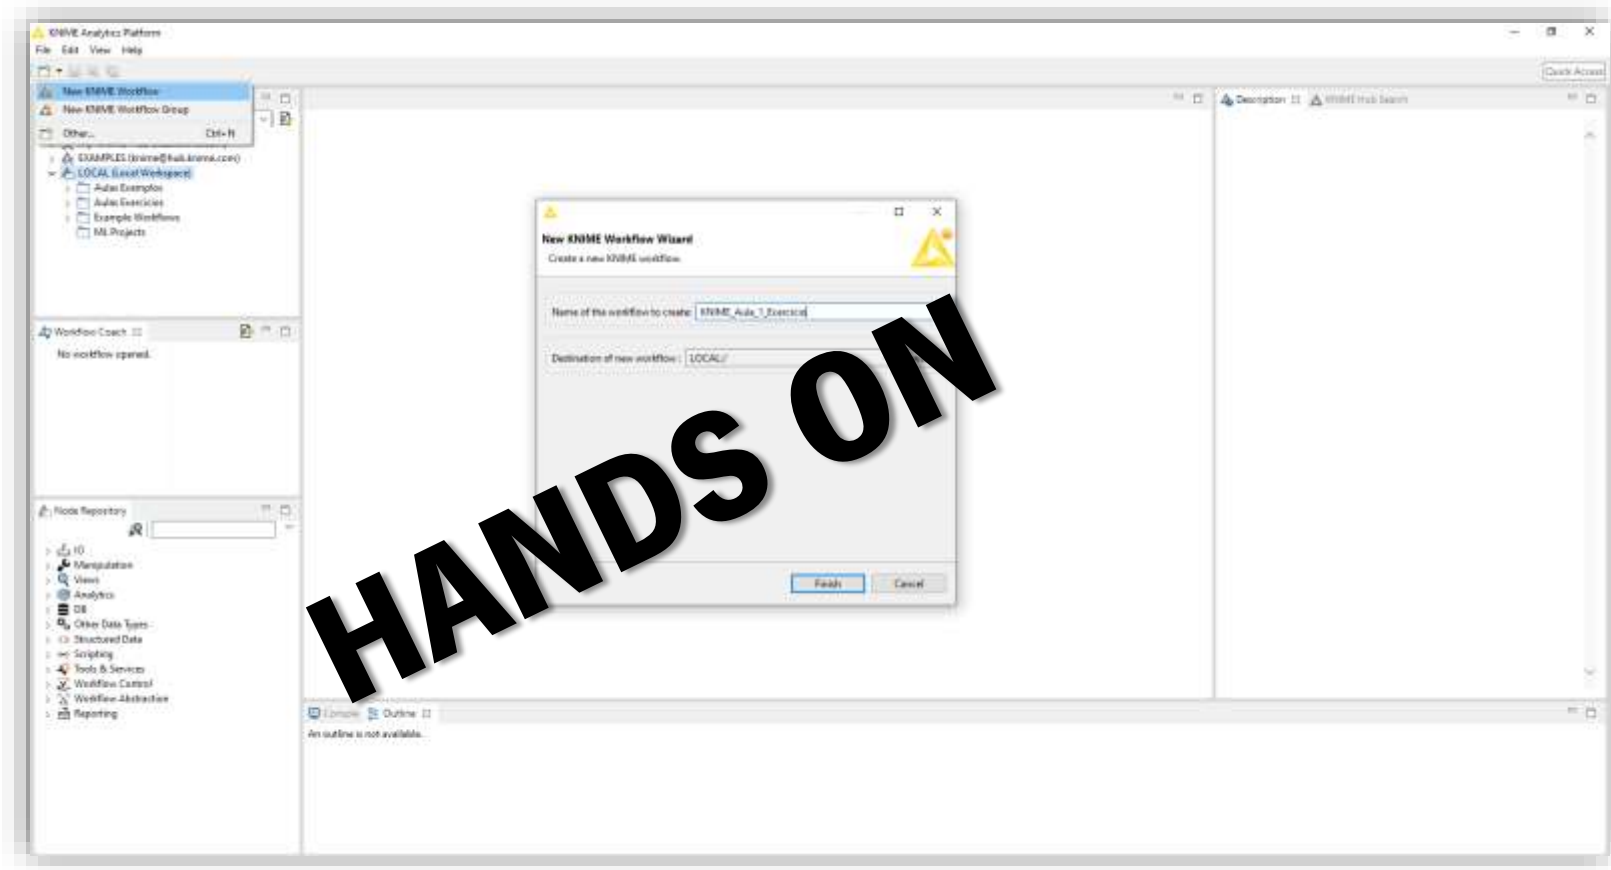 KNIME Analytics Platform
File Edit View Help
Quick Access
New KNIME Workflow
New KNIME Workflow Group
Other... Ctrl+N
EXAMPLES (knime@hub.knime.com)
LOCAL (Local Workspace)
Aulas Exemplos
Aulas Exercicios
Example Workflows
ML Projects
Workflow Coach
No workflow opened.
Node Repository
IO
Manipulation
Views
Analytics
DB
Other Data Types
Structured Data
Scripting
Tools & Services
Workflow Control
Workflow Abstraction
Reporting
New KNIME Workflow Wizard
Create a new KNIME workflow.
Name of the workflow to create:
Destination of new workflow : LOCAL:/
Finish Cancel
HANDS ON
Description KNIME Hub Search
Console Outline
An outline is not available.